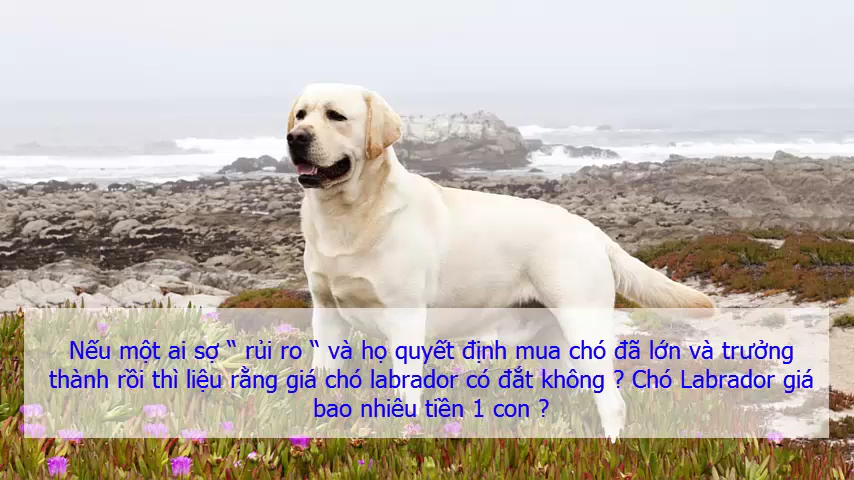 Nếu một ai sợ “ rủi ro “ và họ quyết định mua chó đã lớn và trưởng
thành rồi thì liệu rằng giá chó labrador có đắt không ? Chó Labrador giá
bao nhiêu tiền 1 con ?